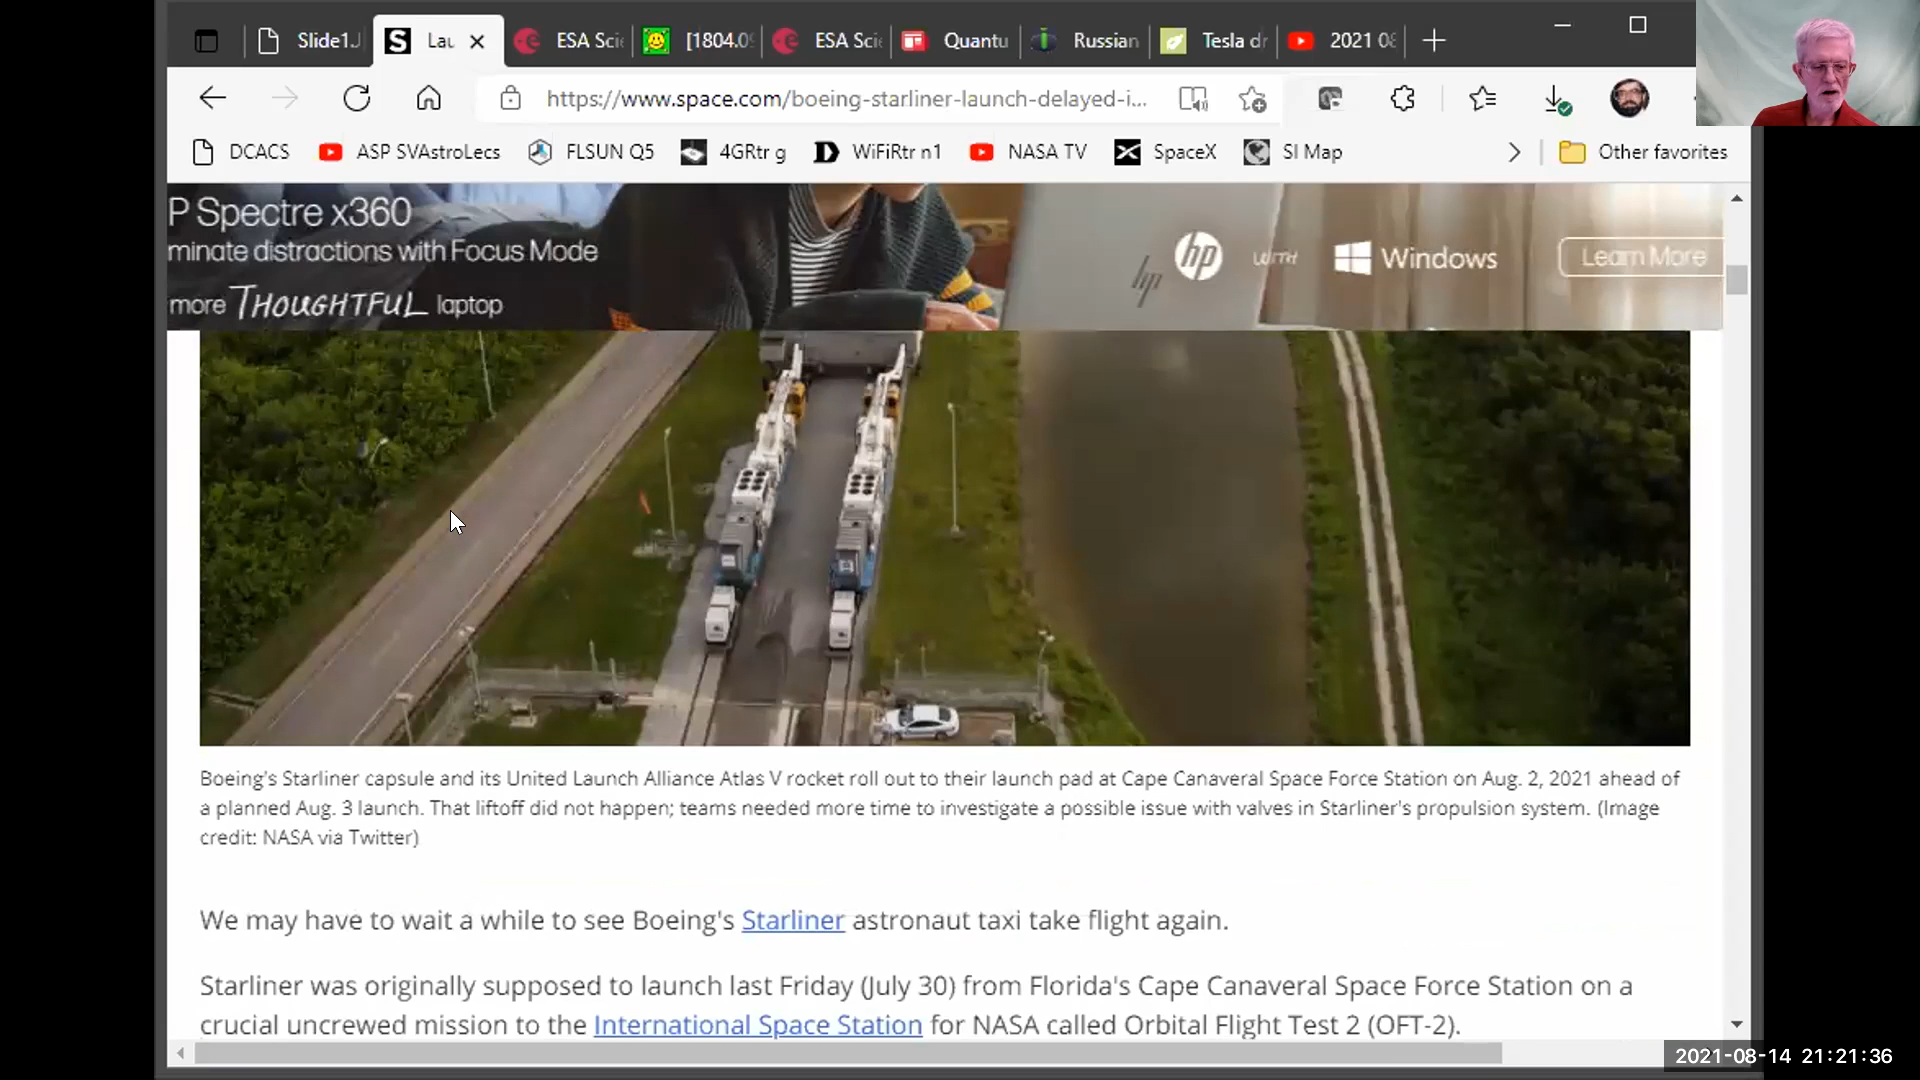 Slide1.J
Lau
ESA Scie
[1804.09
ESA Scie
Quantu
Russian
Tesla dr
2021 08
https://www.space.com/boeing-starliner-launch-delayed-i...
DCACS
ASP SVAstroLecs
FLSUN Q5
4GRtr g
WiFiRtr n1
NASA TV
SpaceX
SI Map
Other favorites
P Spectre x360
minate distractions with Focus Mode
more THOUGHTFUL laptop
hp
hp
WITH
Windows
Learn More
Boeing's Starliner capsule and its United Launch Alliance Atlas V rocket roll out to their launch pad at Cape Canaveral Space Force Station on Aug. 2, 2021 ahead of
a planned Aug. 3 launch. That liftoff did not happen; teams needed more time to investigate a possible issue with valves in Starliner's propulsion system. (Image
credit: NASA via Twitter)
We may have to wait a while to see Boeing's Starliner astronaut taxi take flight again.
Starliner was originally supposed to launch last Friday (July 30) from Florida's Cape Canaveral Space Force Station on a
crucial uncrewed mission to the International Space Station for NASA called Orbital Flight Test 2 (OFT-2).
2021-08-14 21:21:36